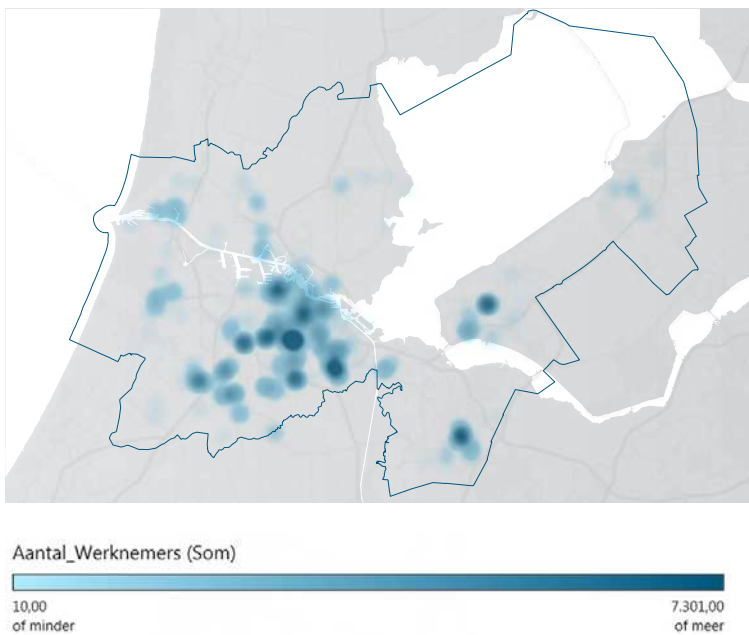 Aantal_Werknemers (Som)
10,00
of minder
7.301,00
of meer